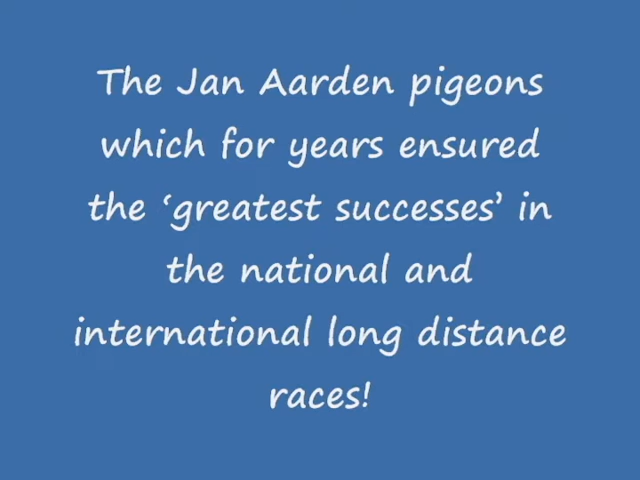 The Jan Aarden pigeons
which for years ensured
the ‘greatest successes’ in
the national and
international long distance
races!